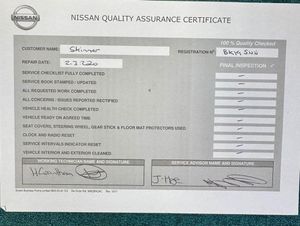 NISSAN
NISSAN QUALITY ASSURANCE CERTIFICATE
100 % Quality Checked
CUSTOMER NAME: Skinner
REGISTRATION Nº:
REPAIR DATE: 2.3.2020
FINAL INSPECTION ✓
SERVICE CHECKLIST FULLY COMPLETED
SERVICE BOOK STAMPED / UPDATED
ALL REQUESTED WORK COMPLETED
ALL CONCERNS / ISSUES REPORTED RECTIFIED
VEHICLE HEALTH CHECK COMPLETED
VEHICLE READY ON AGREED TIME
SEAT COVERS, STEERING WHEEL, GEAR STICK & FLOOR MAT PROTECTORS USED
CLOCK AND RADIO RESET
SERVICE INTERVALS INDICATOR RESET
VEHICLE INTERIOR AND EXTERIOR CLEANED
WORKING TECHNICIAN NAME AND SIGNATURE
SERVICE ADVISOR NAME AND SIGNATURE